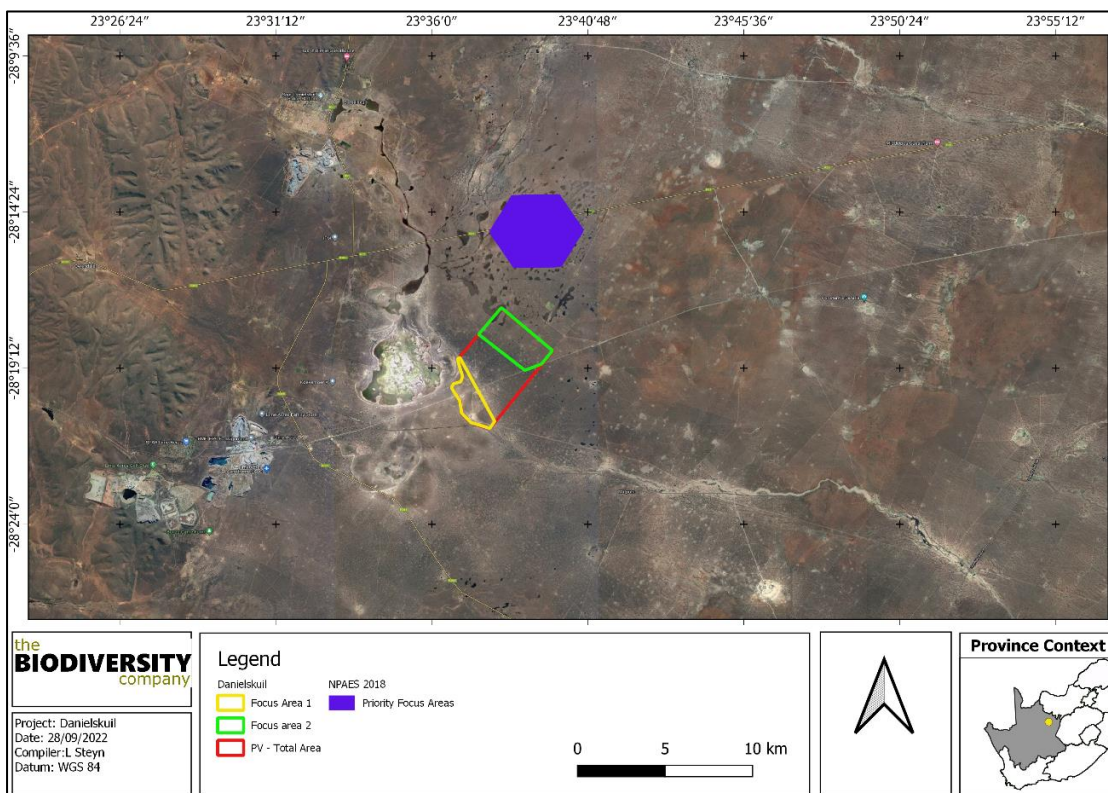 23°26′24″ 23°31′12″ 23°36′0″ 23°40′48″ 23°45′36″ 23°50′24″ 23°55′12″
-28°9′36″
-28°14′24″
-28°19′12″
-28°24′0″
the
BIODIVERSITY
company
Project: Danielskuil
Date: 28/09/2022
Compiler:L Steyn
Datum: WGS 84
Legend
Danielskuil NPAES 2018
Focus Area 1 Priority Focus Areas
Focus area 2
PV - Total Area
0 5 10 km
Province Context